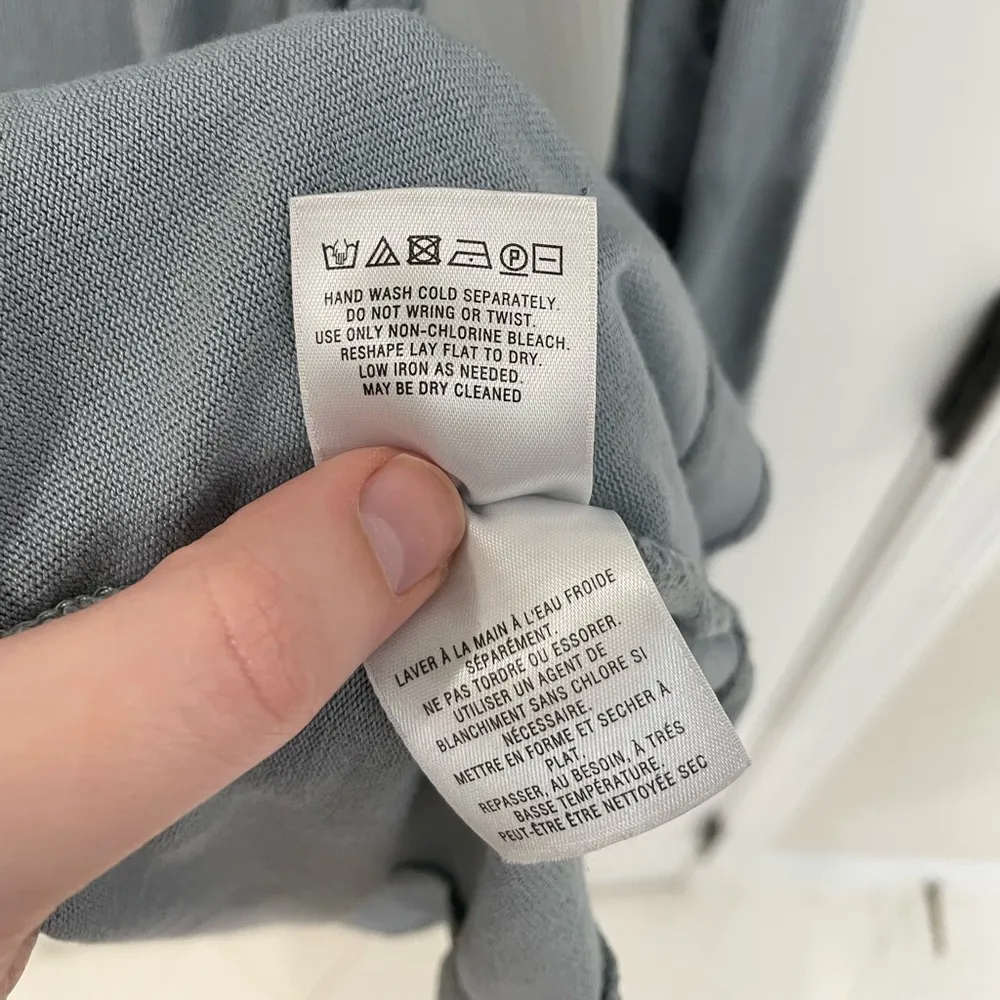 P
HAND WASH COLD SEPARATELY.
DO NOT WRING OR TWIST.
USE ONLY NON-CHLORINE BLEACH.
RESHAPE LAY FLAT TO DRY.
LOW IRON AS NEEDED.
MAY BE DRY CLEANED
LAVER À LA MAIN À L'EAU FROIDE
SÉPARÉMENT.
NE PAS TORDRE OU ESSORER.
UTILISER UN AGENT DE
BLANCHIMENT SANS CHLORE SI
NÉCESSAIRE.
METTRE EN FORME ET SECHER À
PLAT.
REPASSER, AU BESOIN, À TRÉS
BASSE TEMPÉRATURE.
PEUT-ÊTRE ÊTRE NETTOYÉE SEC